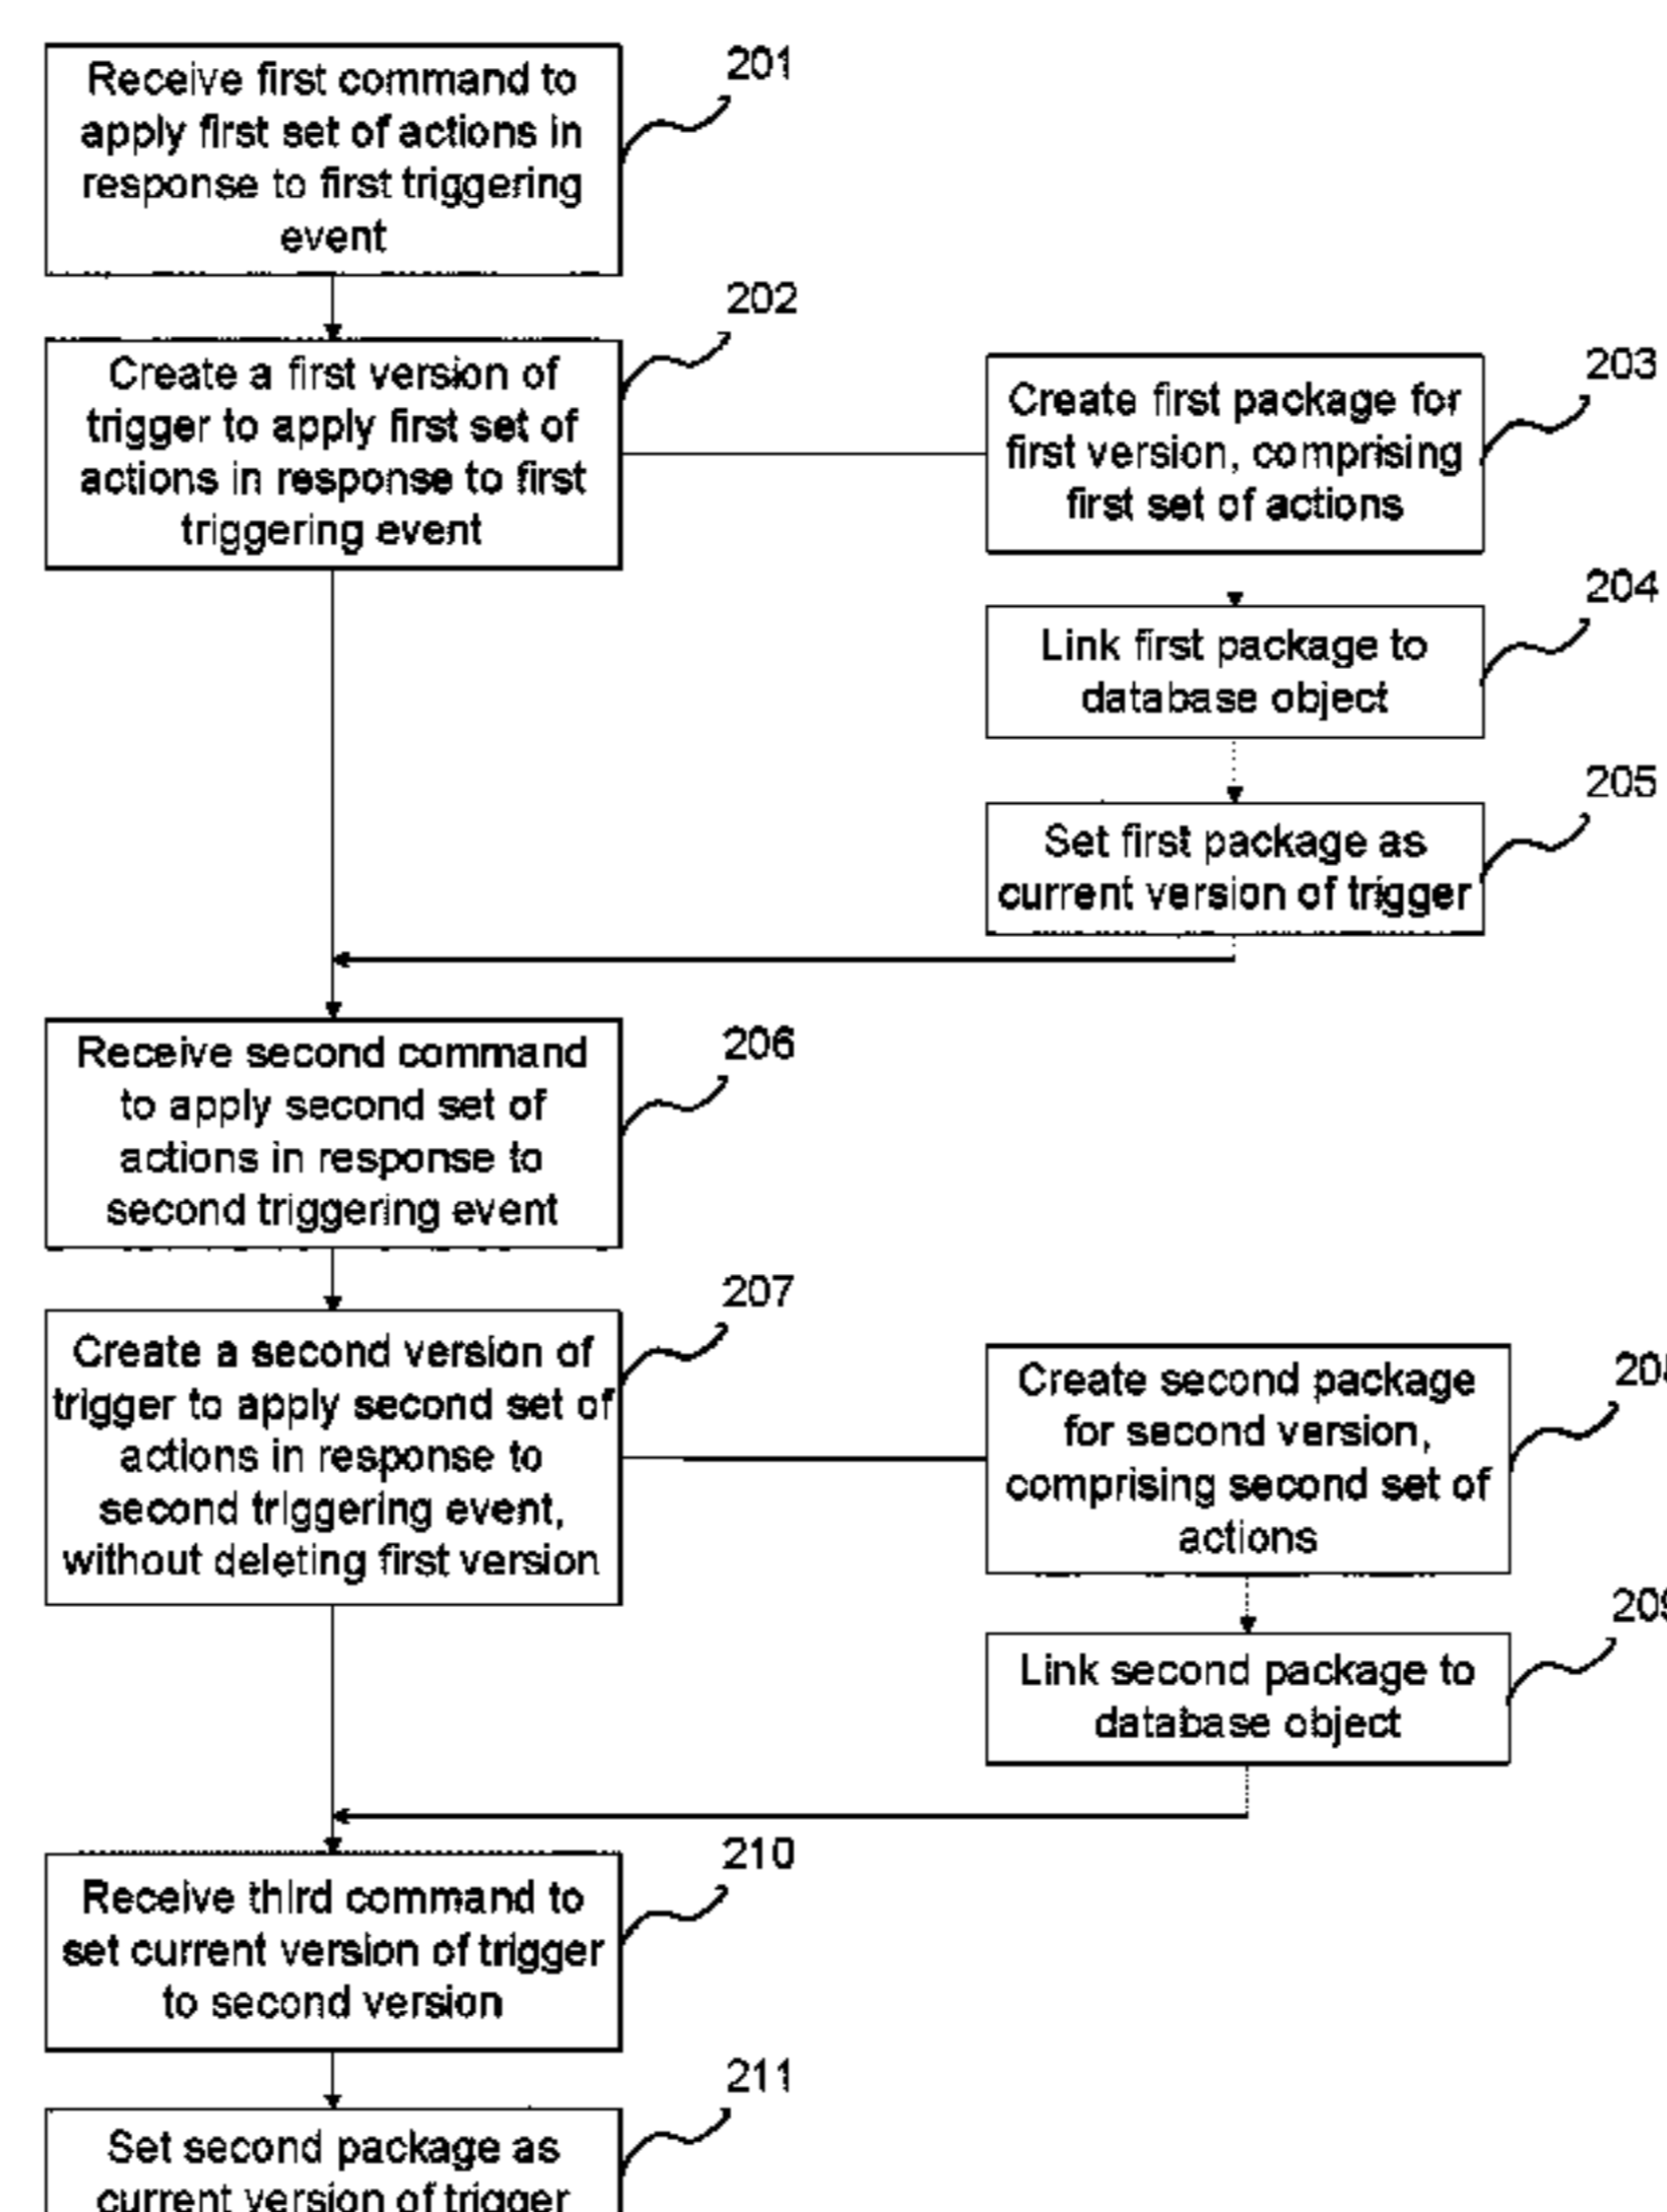 Receive first command to
apply first set of actions in
response to first triggering
event
201
Create a first version of
trigger to apply first set of
actions in response to first
triggering event
202
Create first package for
first version, comprising
first set of actions
203
Link first package to
database object
204
Set first package as
current version of trigger
205
Receive second command
to apply second set of
actions in response to
second triggering event
206
Create a second version of
trigger to apply second set of
actions in response to
second triggering event,
without deleting first version
207
Create second package
for second version,
comprising second set of
actions
208
Link second package to
database object
209
Receive third command to
set current version of trigger
to second version
210
Set second package as
current version of trigger
211